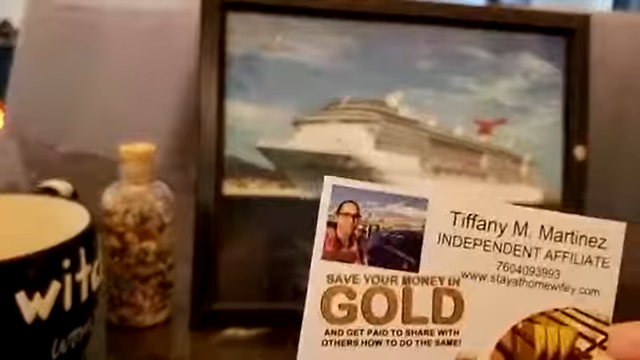 Tiffany M. Martinez
INDEPENDENT AFFILIATE
7604093993
www.stayathomewifey.com
SAVE YOUR MONEY IN
GOLD
AND GET PAID TO SHARE WITH
OTHERS HOW TO DO THE SAME!
witc